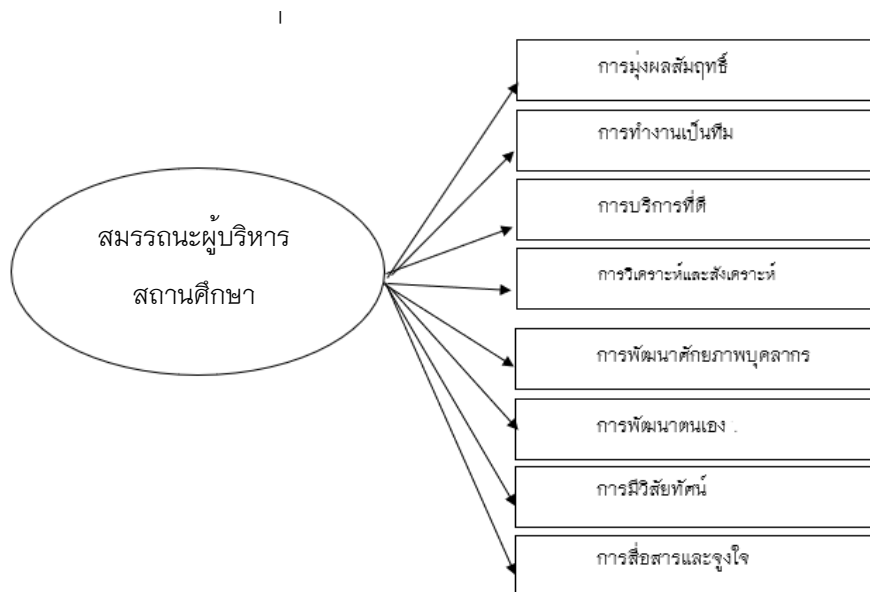 สมรรถนะผู้บริหาร
สถานศึกษา
การมุ่งผลสัมฤทธิ์
การทำงานเป็นทีม
การบริการที่ดี
การวิเคราะห์และสังเคราะห์
การพัฒนาศักยภาพบุคลากร
การพัฒนาตนเอง .
การมีวิสัยทัศน์
การสื่อสารและจูงใจ